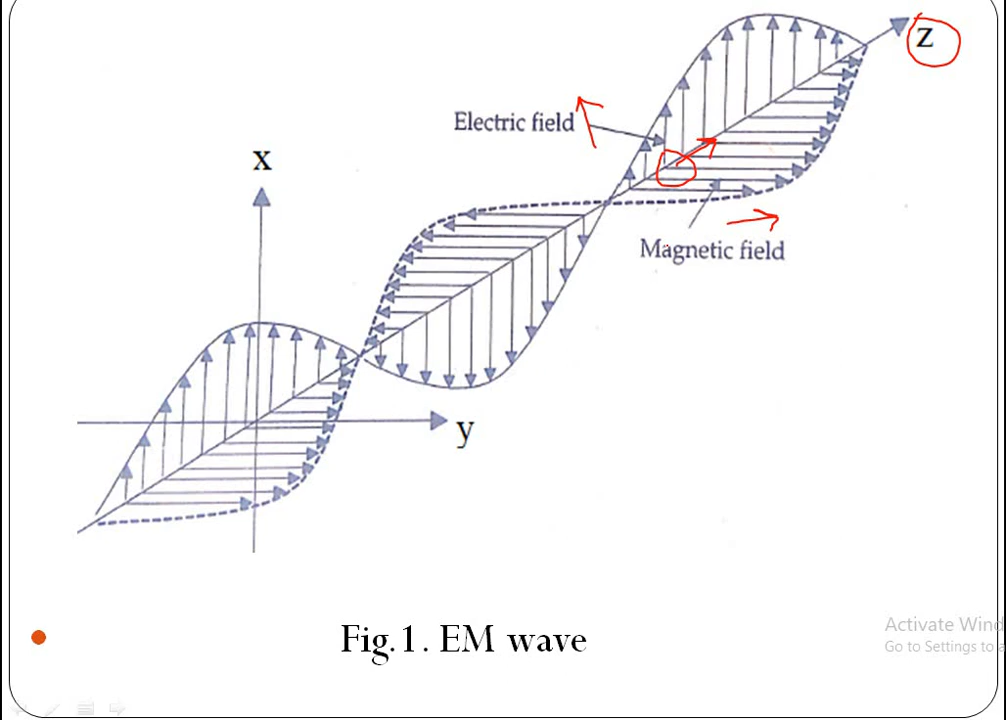 z
Electric field
x
Magnetic field
y
Fig.1. EM wave
Activate Wind
Go to Settings to a